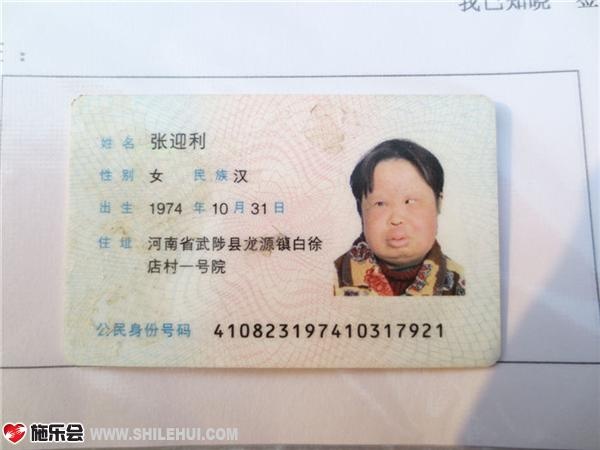 我已知晓 签
：
姓名 张迎利
性别 女 民族 汉
出生 1974 年 10 月 31 日
住址 河南省武陟县龙源镇白徐
店村一号院
公民身份号码 410823197410317921
施乐会 WWW.SHILEHUI.COM